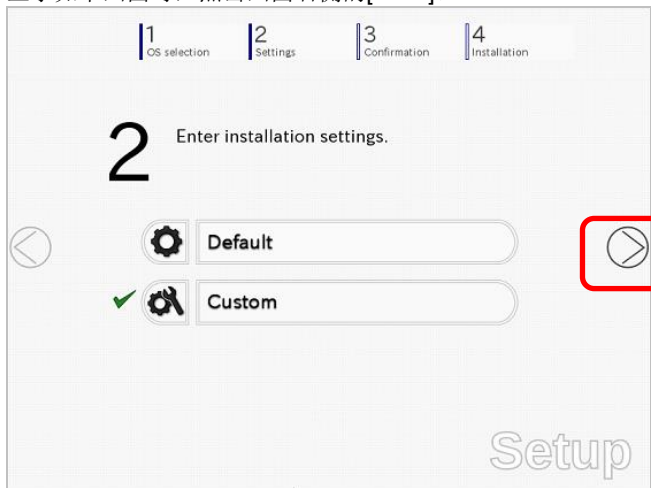 1
OS selection
2
Settings
3
Confirmation
4
Installation
2
Enter installation settings.
Default
Custom
Setup